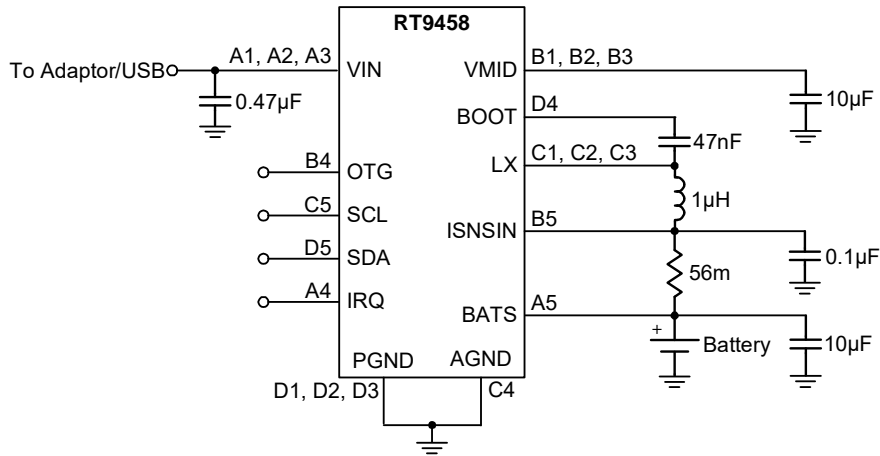 RT9458
To Adaptor/USB
A1, A2, A3
VIN
0.47µF
B4
OTG
C5
SCL
D5
SDA
A4
IRQ
VMID
B1, B2, B3
10µF
BOOT
D4
47nF
LX
C1, C2, C3
1µH
ISNSIN
B5
0.1µF
56m
BATS
A5
+
Battery
10µF
PGND
AGND
D1, D2, D3
C4